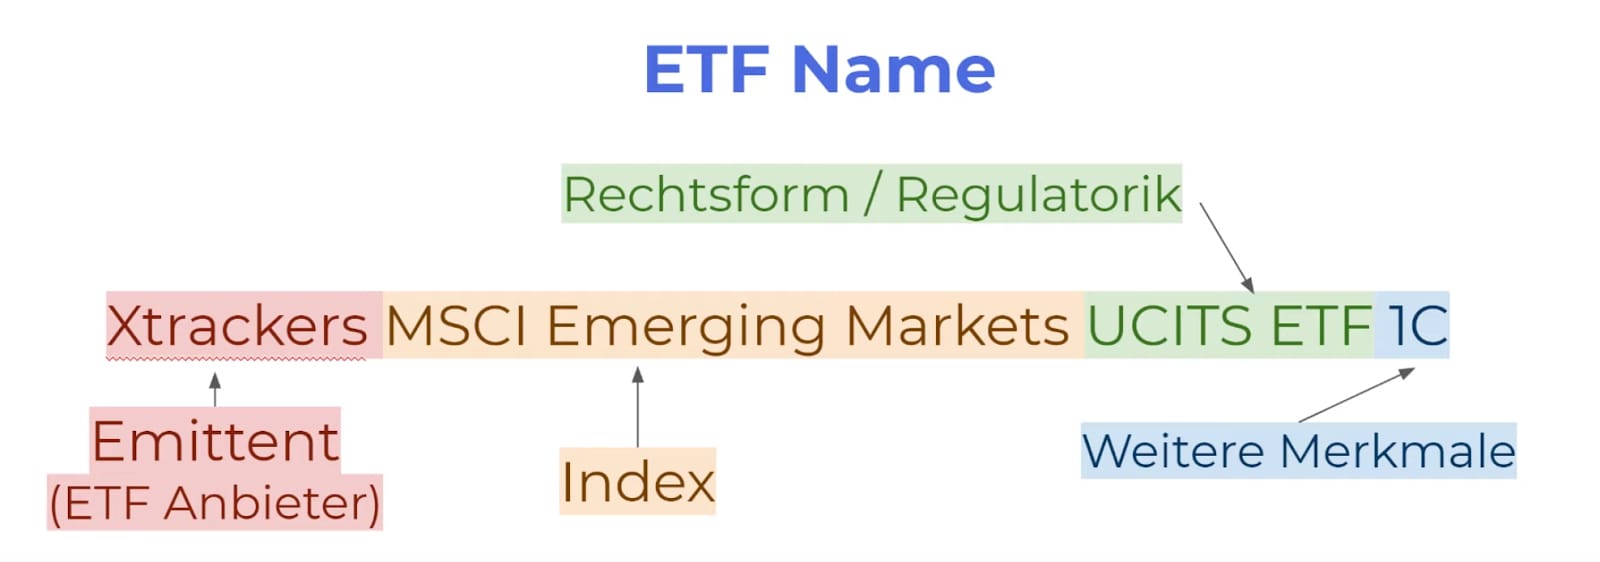 ETF Name
Rechtsform / Regulatorik
Xtrackers MSCI Emerging Markets UCITS ETF 1C
Emittent
(ETF Anbieter)
Index
Weitere Merkmale